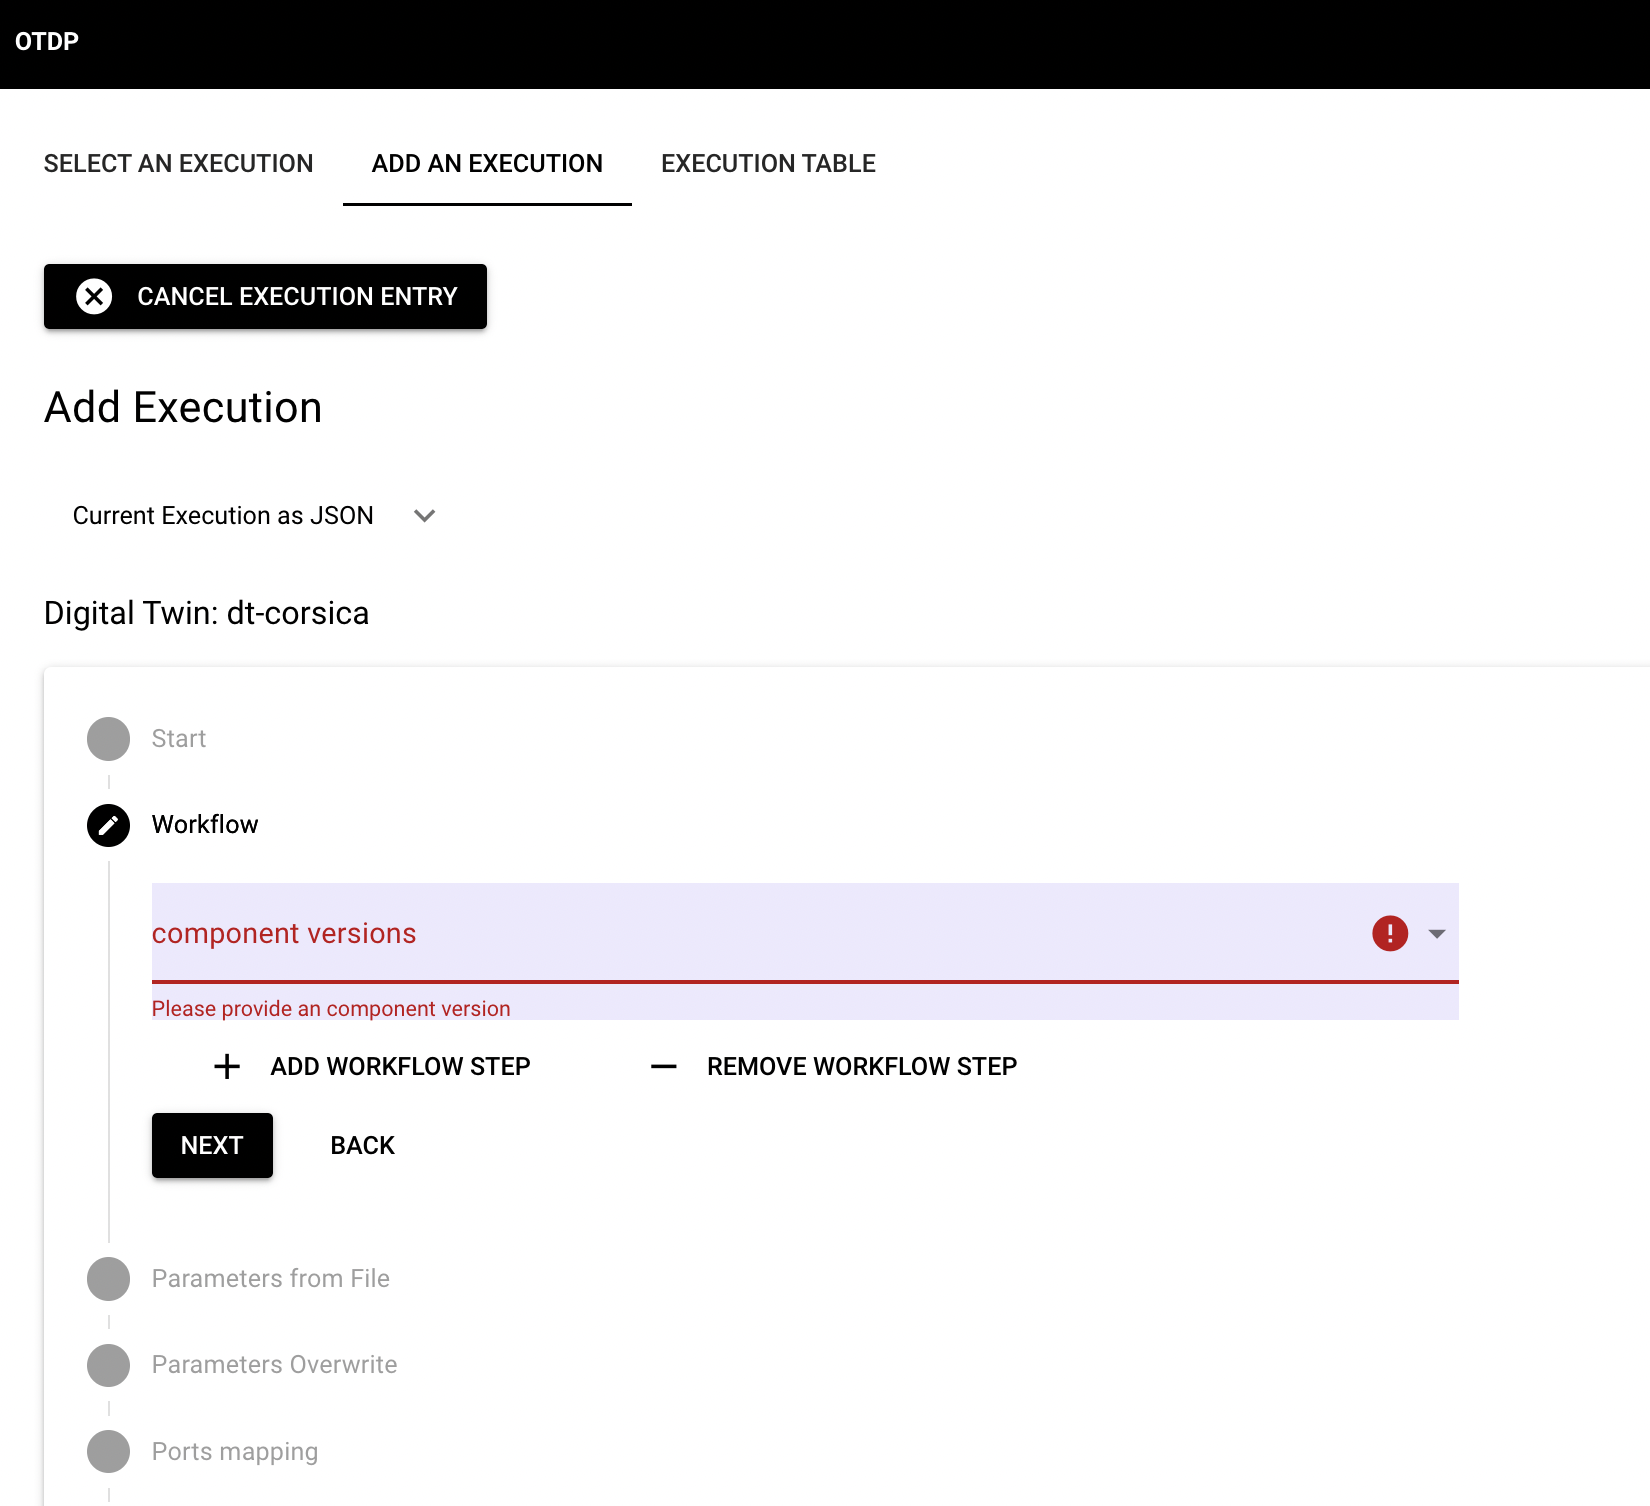 OTDP
SELECT AN EXECUTION
ADD AN EXECUTION
EXECUTION TABLE
CANCEL EXECUTION ENTRY
Add Execution
Current Execution as JSON
Digital Twin: dt-corsica
Start
Workflow
component versions
Please provide an component version
ADD WORKFLOW STEP
REMOVE WORKFLOW STEP
NEXT
BACK
Parameters from File
Parameters Overwrite
Ports mapping